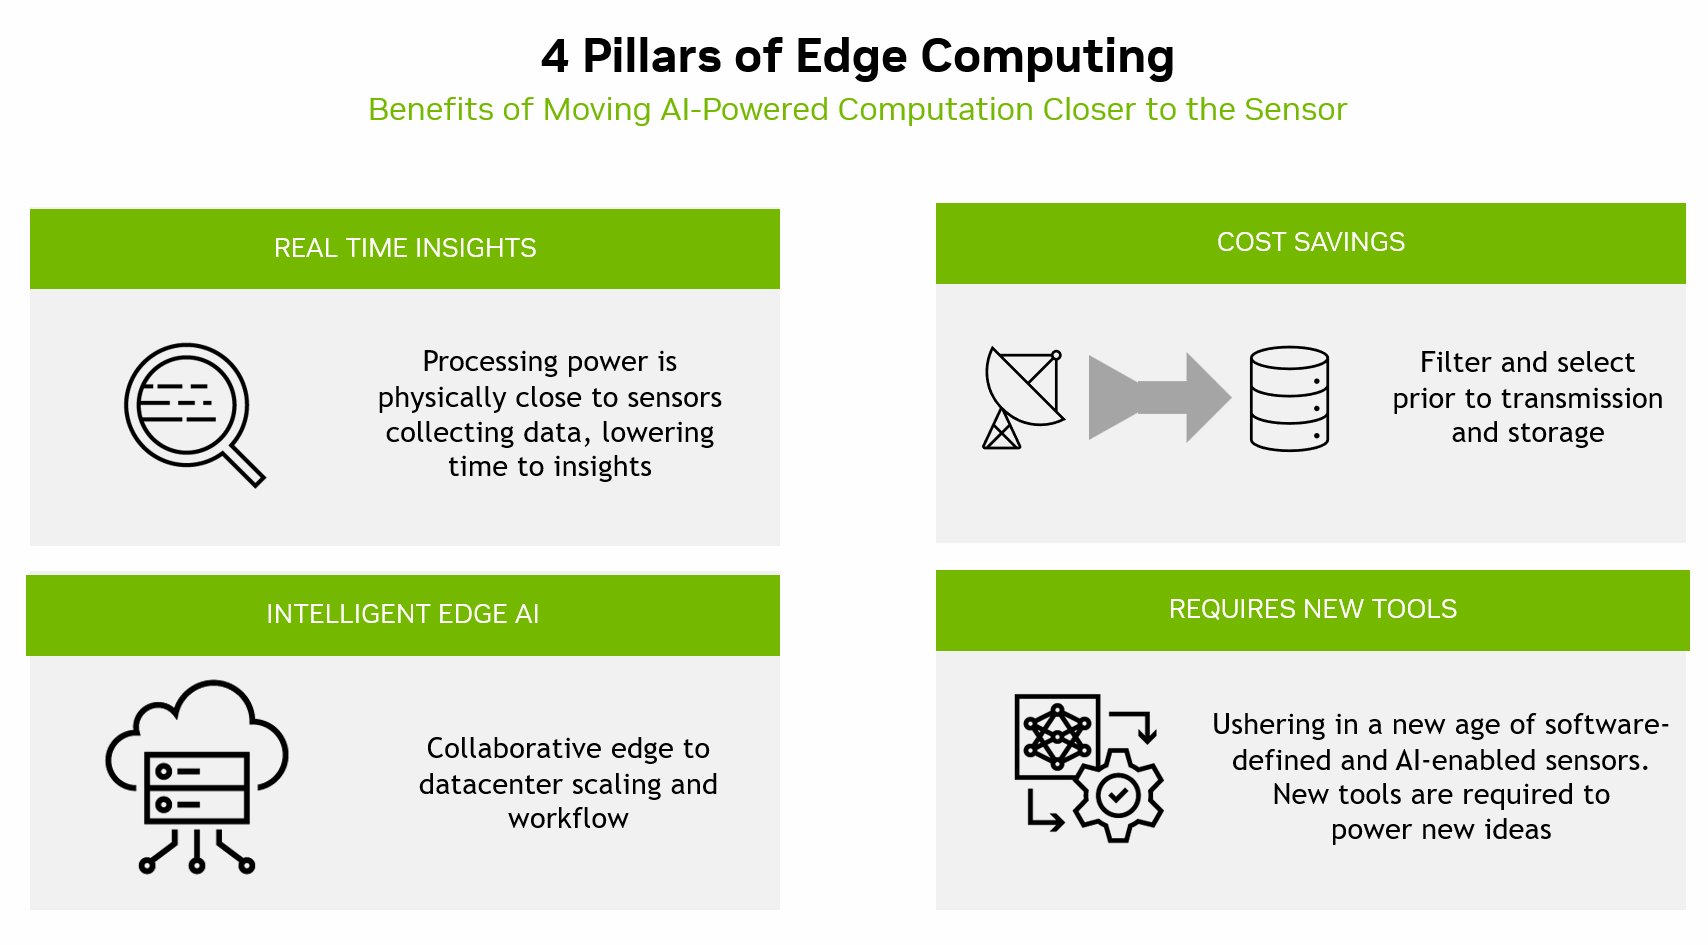 4 Pillars of Edge Computing
Benefits of Moving AI-Powered Computation Closer to the Sensor
REAL TIME INSIGHTS
Processing power is
physically close to sensors
collecting data, lowering
time to insights
COST SAVINGS
Filter and select
prior to transmission
and storage
INTELLIGENT EDGE AI
Collaborative edge to
datacenter scaling and
workflow
REQUIRES NEW TOOLS
Ushering in a new age of software-
defined and AI-enabled sensors.
New tools are required to
power new ideas